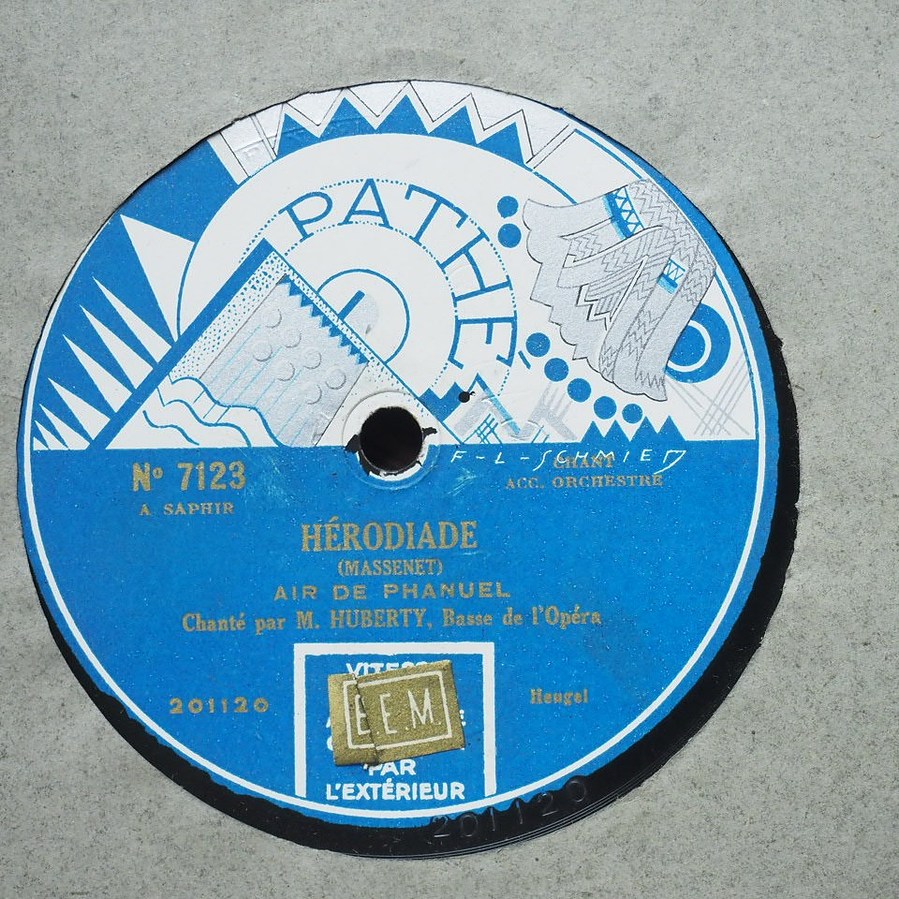 PATHÉ
F-L-SCHMIED
Nº 7123
CHANT
A SAPHIR
ACC. ORCHESTRE
HÉRODIADE
(MASSENET)
AIR DE PHANUEL
Chanté par M. HUBERTY, Basse de l'Opéra
201120
E.F.M.
Heugel
PAR
L'EXTÉRIEUR
201120